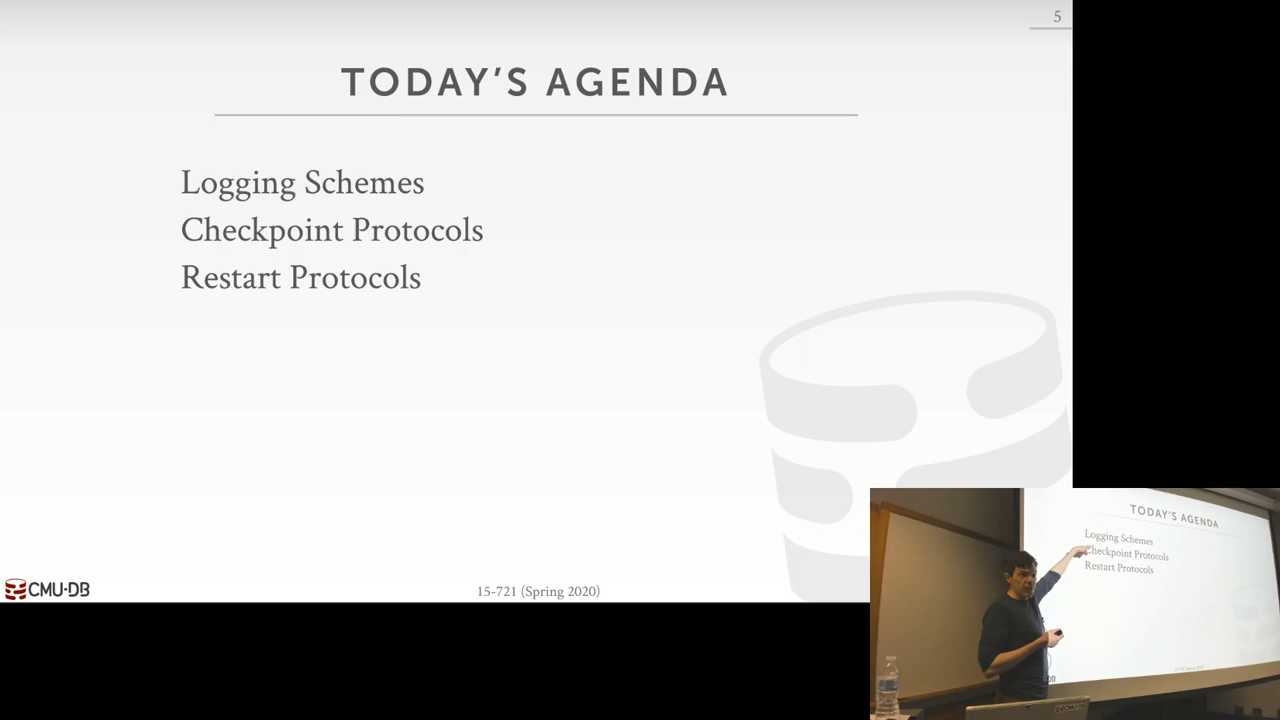 5
TODAY'S AGENDA
Logging Schemes
Checkpoint Protocols
Restart Protocols
CMU·DB
15-721 (Spring 2020)
TODAY'S AGENDA
Logging Schemes
Checkpoint Protocols
Restart Protocols